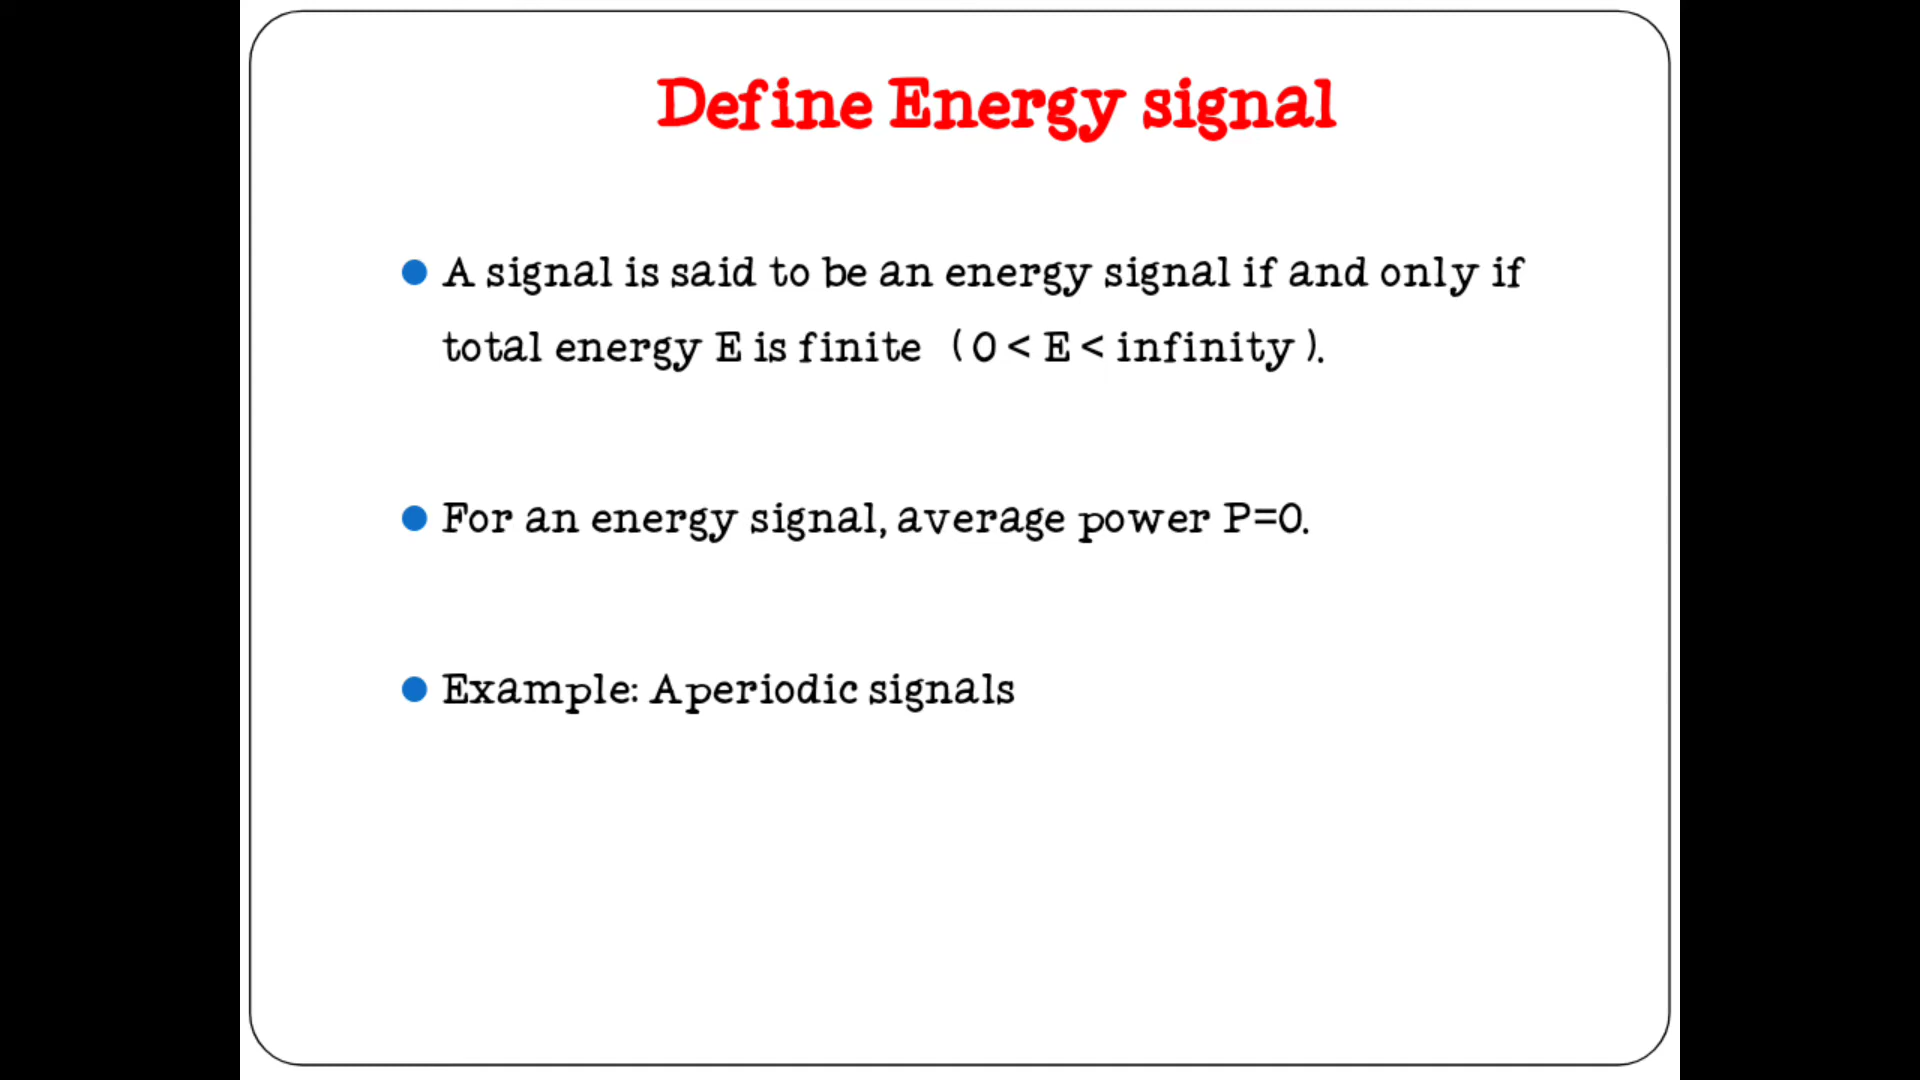 Define Energy signal
A signal is said to be an energy signal if and only if
total energy E is finite ( 0 < E < infinity ).
For an energy signal, average power P=0.
Example: Aperiodic signals